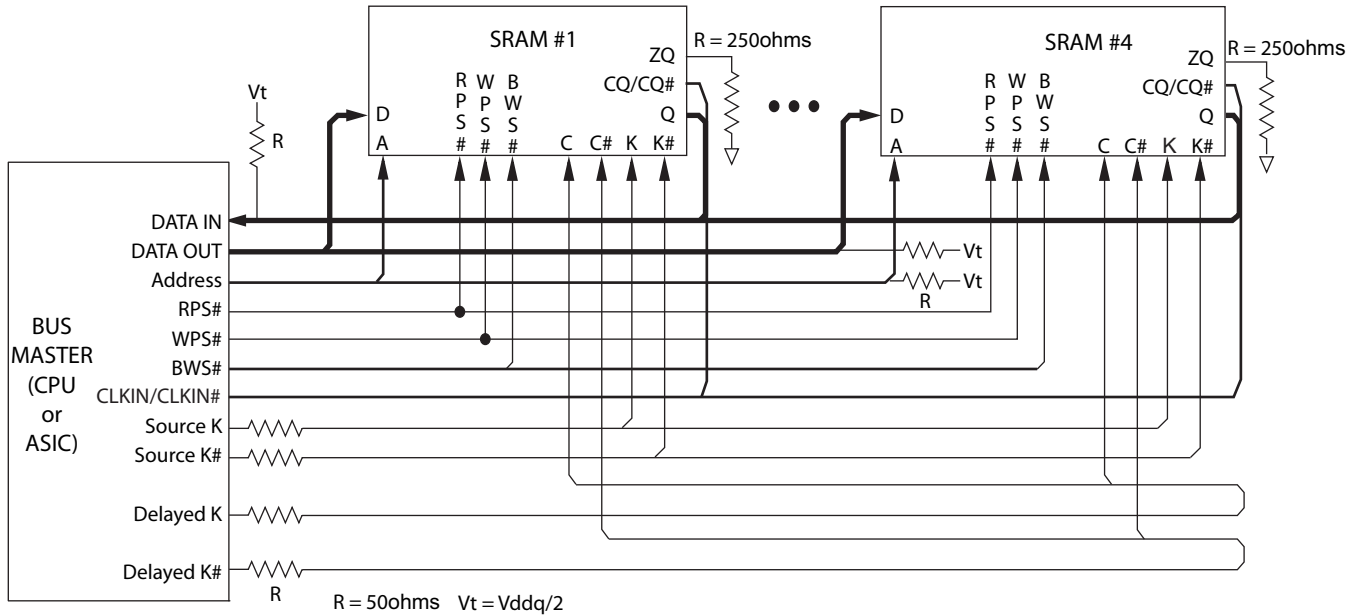 SRAM #1
R = 250ohms
ZQ
CQ/CQ#
Q
R
P
S
#
W
P
S
#
B
W
S
#
D
A
C
C#
K
K#
SRAM #4
R = 250ohms
ZQ
CQ/CQ#
Q
R
P
S
#
W
P
S
#
B
W
S
#
D
A
C
C#
K
K#
Vt
R
DATA IN
DATA OUT
Vt
Address
Vt
R
RPS#
WPS#
BWS#
CLKIN/CLKIN#
Source K
Source K#
Delayed K
Delayed K#
R
BUS
MASTER
(CPU
or
ASIC)
R = 50ohms Vt = Vddq/2